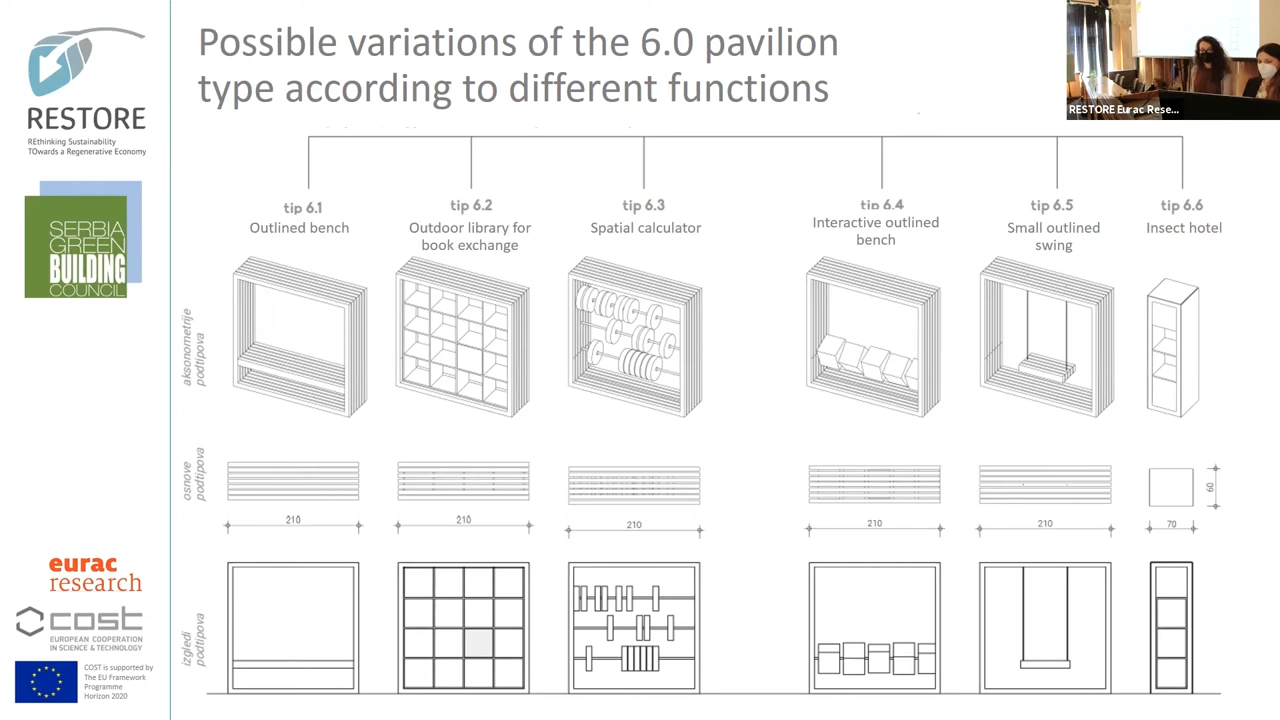 RESTORE
REthinking Sustainability
TOwards a Regenerative Economy
SERBIA
GREEN
BUILDING
COUNCIL
eurac
research
cost
EUROPEAN COOPERATION
IN SCIENCE & TECHNOLOGY
COST is supported by
The EU Framework
Programme
Horizon 2020
Possible variations of the 6.0 pavilion
type according to different functions
RESTORE Eurac Rese...
tip 6.1
Outlined bench
tip 6.2
Outdoor library for
book exchange
tip 6.3
Spatial calculator
tip 6.4
Interactive outlined
bench
tip 6.5
Small outlined
swing
tip 6.6
Insect hotel
aksonometrije
podtipova
osnove
podtipova
210
210
210
210
210
70
60
izgledi
podtipova